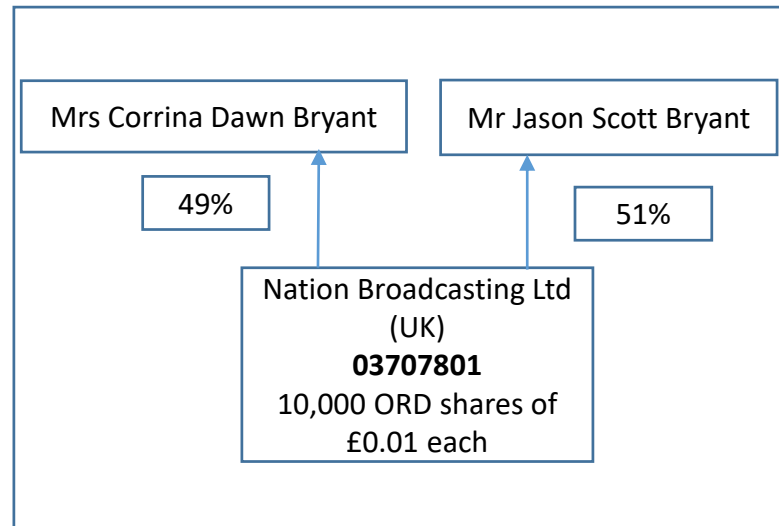 Mrs Corrina Dawn Bryant
Mr Jason Scott Bryant
49%
51%
Nation Broadcasting Ltd
(UK)
03707801
10,000 ORD shares of
£0.01 each